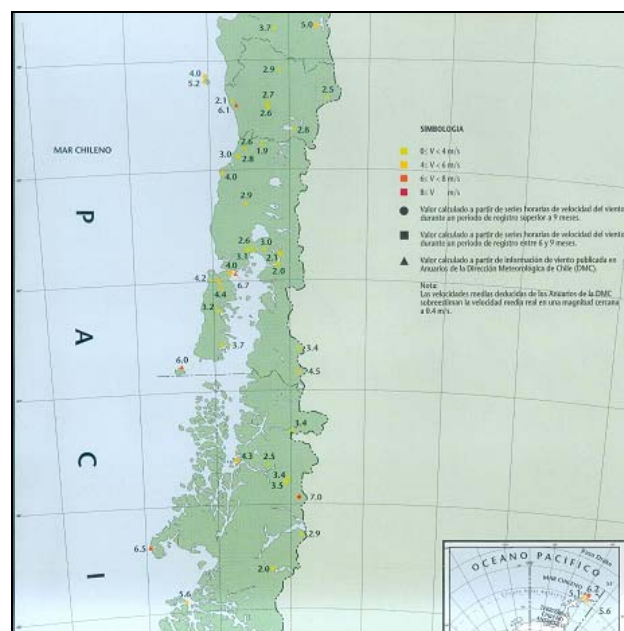 3.7
5.0
4.0
5.2
2.9
2.5
2.1
6.1
2.7
2.6
2.8
SIMBOLOGIA
MAR CHILENO
2.6
1.9
3.0
2.8
4.0
0≤ V < 4 m/s
4≤ V < 6 m/s
6≤ V < 8 m/s
8≤ V m/s
2.9
Valor calculado a partir de series horarias de velocidad del viento
durante un período de registro superior a 9 meses.
Valor calculado a partir de series horarias de velocidad del viento
durante un período de registro entre 6 y 9 meses.
Valor calculado a partir de información de viento publicada en
Anuarios de la Dirección Meteorológica de Chile (DMC).
Nota:
Las velocidades medias deducidas de los Anuarios de la DMC
sobreestiman la velocidad media real en una magnitud cercana
a 0.4 m/s.
P
A
C
I
2.6
3.0
3.1
2.1
4.0
2.0
4.2
6.7
4.4
3.2
3.7
3.4
6.0
4.5
3.4
4.3
2.5
3.4
3.5
7.0
6.5
2.9
2.0
5.6
OCEANO PACIFICO
Paso Drake
MAR CHILENO
6.2
5.1
5.6